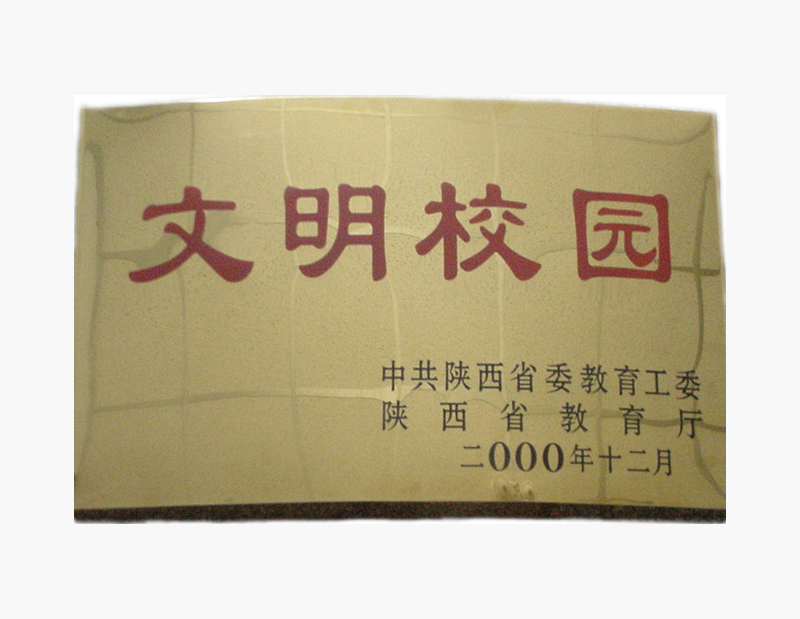 文明校园
中共陕西省委教育工委
陕西省教育厅
二000年十二月